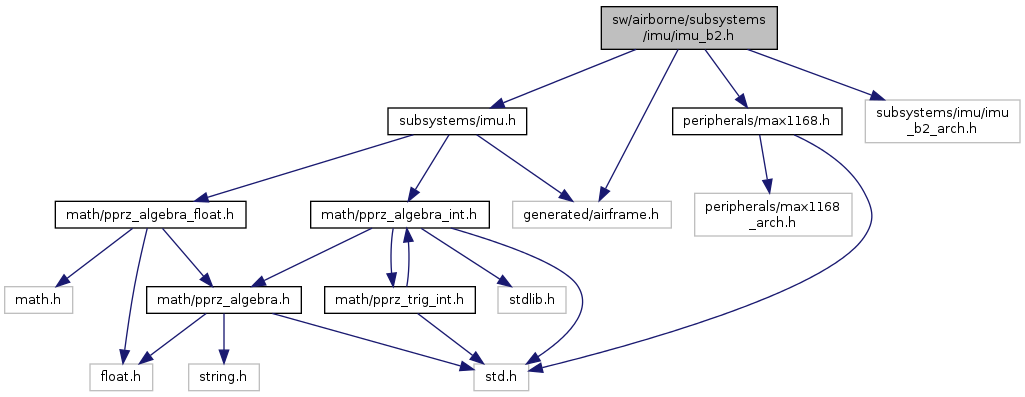 sw/airborne/subsystems
/imu/imu_b2.h
subsystems/imu.h
peripherals/max1168.h
subsystems/imu/imu
_b2_arch.h
math/pprz_algebra_float.h
math/pprz_algebra_int.h
generated/airframe.h
peripherals/max1168
_arch.h
math.h
math/pprz_algebra.h
math/pprz_trig_int.h
stdlib.h
float.h
string.h
std.h